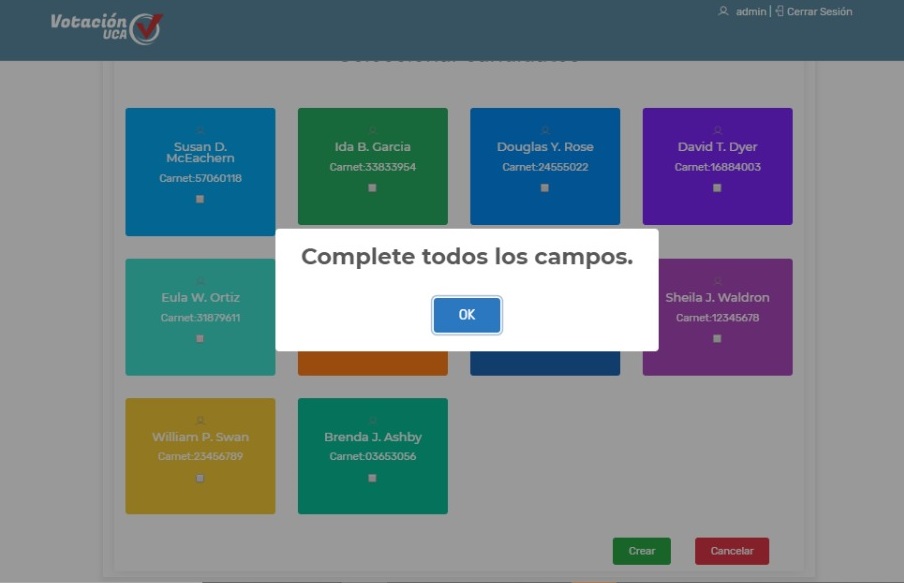 Votación
UCA
admin | Cerrar Sesión
Susan D.
McEachern
Carnet:57060118
Ida B. Garcia
Carnet:33833954
Douglas Y. Rose
Carnet:24555022
David T. Dyer
Carnet:16884003
Complete todos los campos.
OK
Eula W. Ortiz
Carnet:31879611
Sheila J. Waldron
Carnet:12345678
William P. Swan
Carnet:23456789
Brenda J. Ashby
Carnet:03653056
Crear
Cancelar